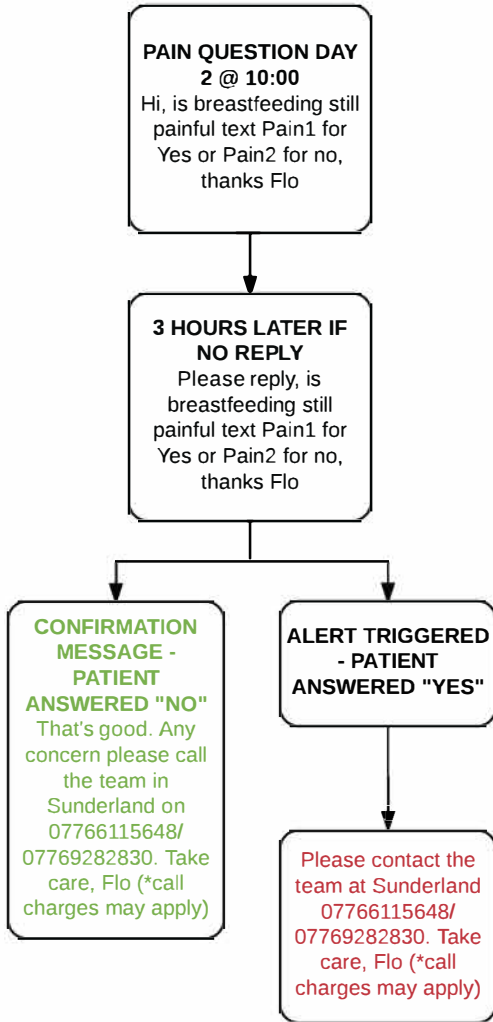 PAIN QUESTION DAY
2 @ 10:00
Hi, is breastfeeding still
painful text Pain1 for
Yes or Pain2 for no,
thanks Flo
3 HOURS LATER IF
NO REPLY
Please reply, is
breastfeeding still
painful text Pain1 for
Yes or Pain2 for no,
thanks Flo
CONFIRMATION
MESSAGE -
PATIENT
ANSWERED "NO"
That's good. Any
concern please call
the team in
Sunderland on
07766115648/
07769282830. Take
care, Flo (*call
charges may apply)
ALERT TRIGGERED
- PATIENT
ANSWERED "YES"
Please contact the
team at Sunderland
07766115648/
07769282830. Take
care, Flo (*call
charges may apply)